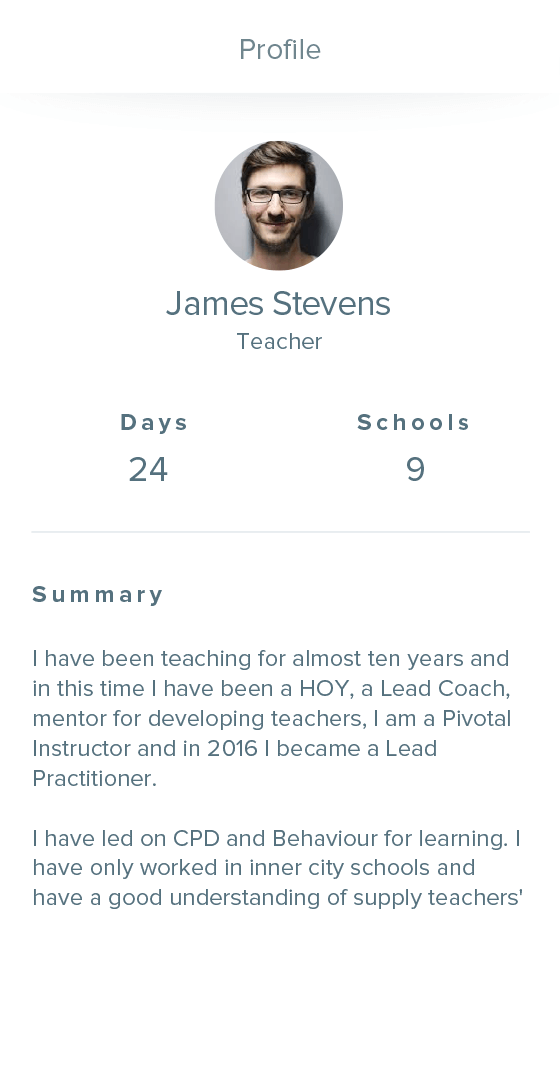 Profile
James Stevens
Teacher
Days Schools
24 9
Summary
I have been teaching for almost ten years and
in this time I have been a HOY, a Lead Coach,
mentor for developing teachers, I am a Pivotal
Instructor and in 2016 I became a Lead
Practitioner.
I have led on CPD and Behaviour for learning. I
have only worked in inner city schools and
have a good understanding of supply teachers'